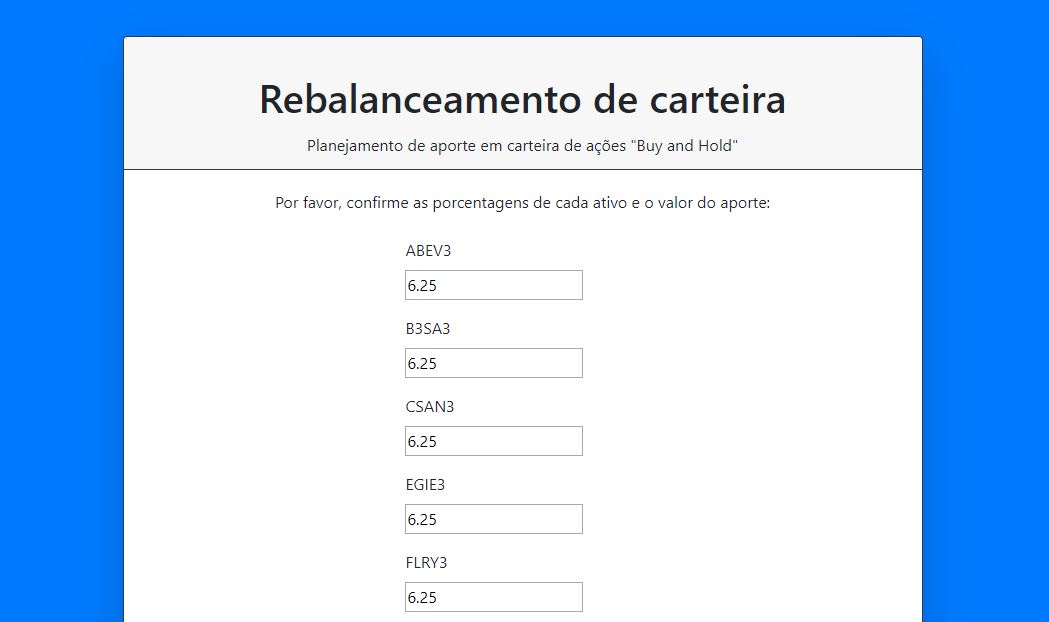 Rebalanceamento de carteira
Planejamento de aporte em carteira de ações "Buy and Hold"
Por favor, confirme as porcentagens de cada ativo e o valor do aporte:
ABEV3
6.25
B3SA3
6.25
CSAN3
6.25
EGIE3
6.25
FLRY3
6.25